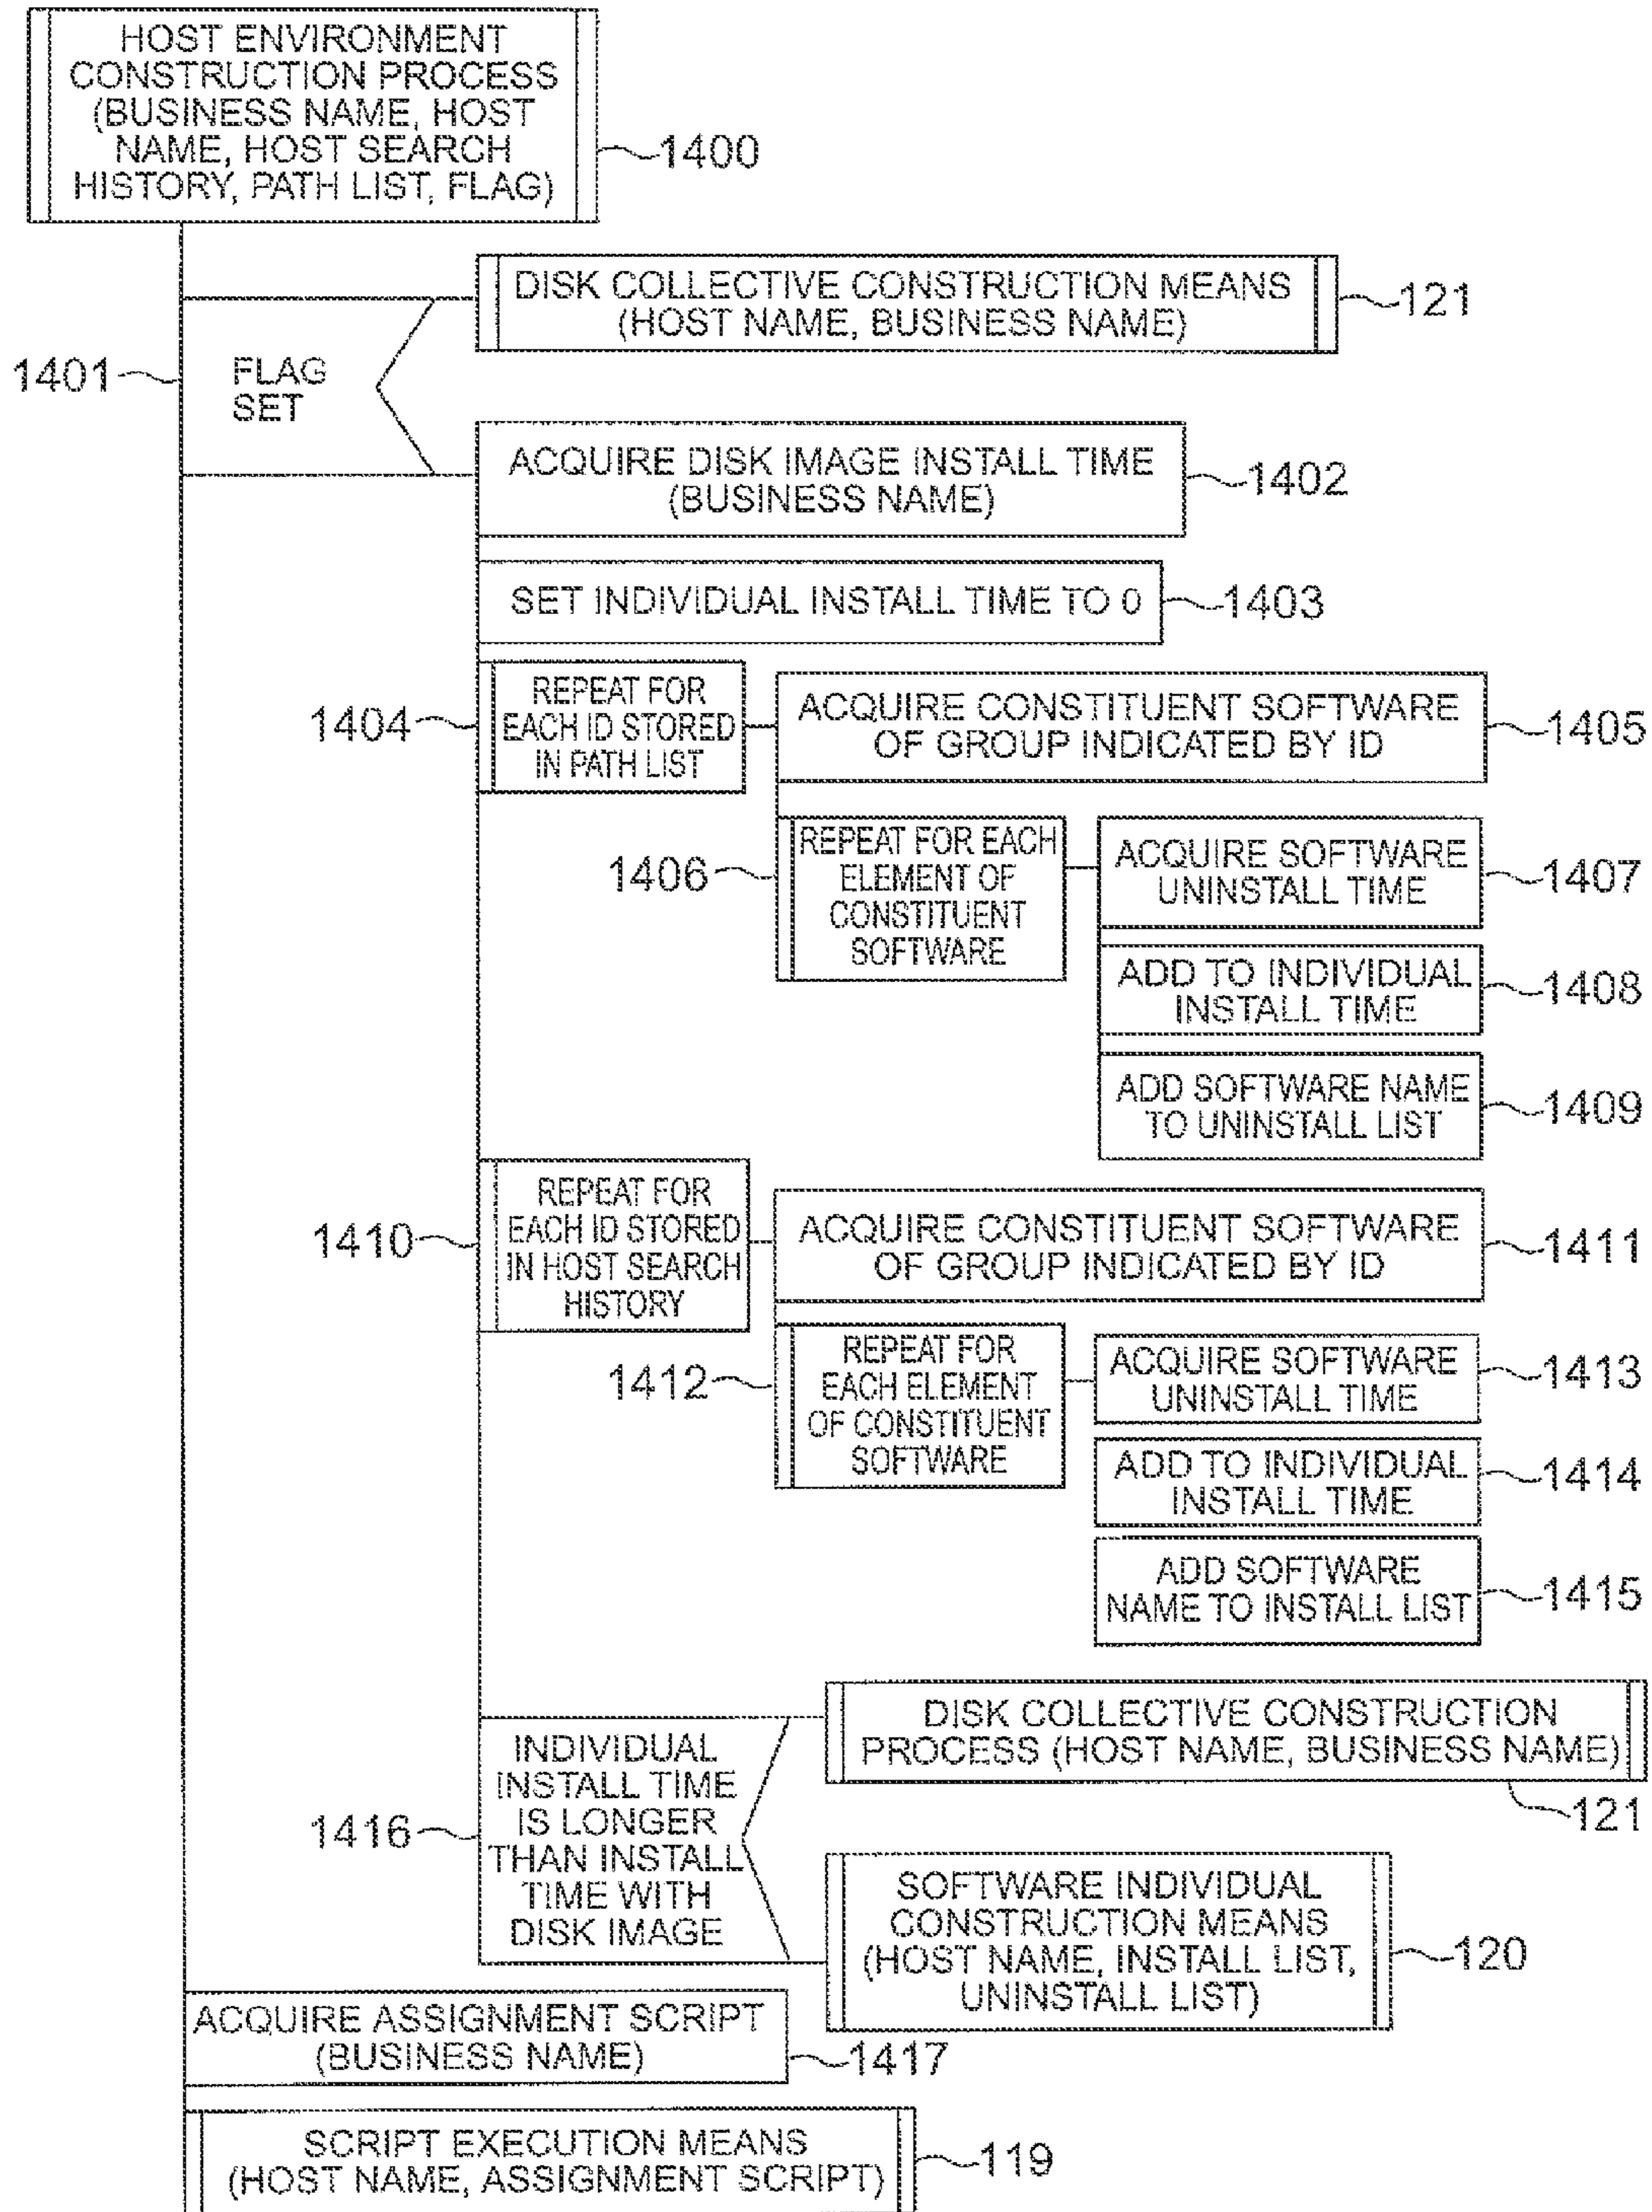 HOST ENVIRONMENT
CONSTRUCTION PROCESS
(BUSINESS NAME, HOST
NAME, HOST SEARCH
HISTORY, PATH LIST, FLAG)
1400
DISK COLLECTIVE CONSTRUCTION MEANS
(HOST NAME, BUSINESS NAME)
121
1401
FLAG
SET
ACQUIRE DISK IMAGE INSTALL TIME
(BUSINESS NAME)
1402
SET INDIVIDUAL INSTALL TIME TO 0
1403
1404
REPEAT FOR
EACH ID STORED
IN PATH LIST
ACQUIRE CONSTITUENT SOFTWARE
OF GROUP INDICATED BY ID
1405
1406
REPEAT FOR EACH
ELEMENT OF
CONSTITUENT
SOFTWARE
ACQUIRE SOFTWARE
UNINSTALL TIME
1407
ADD TO INDIVIDUAL
INSTALL TIME
1408
ADD SOFTWARE NAME
TO UNINSTALL LIST
1409
1410
REPEAT FOR
EACH ID STORED
IN HOST SEARCH
HISTORY
ACQUIRE CONSTITUENT SOFTWARE
OF GROUP INDICATED BY ID
1411
1412
REPEAT FOR
EACH ELEMENT
OF CONSTITUENT
SOFTWARE
ACQUIRE SOFTWARE
UNINSTALL TIME
1413
ADD TO INDIVIDUAL
INSTALL TIME
1414
ADD SOFTWARE
NAME TO INSTALL LIST
1415
1416
INDIVIDUAL
INSTALL TIME
IS LONGER
THAN INSTALL
TIME WITH
DISK IMAGE
DISK COLLECTIVE CONSTRUCTION
PROCESS (HOST NAME, BUSINESS NAME)
121
SOFTWARE INDIVIDUAL
CONSTRUCTION MEANS
(HOST NAME, INSTALL LIST,
UNINSTALL LIST)
120
ACQUIRE ASSIGNMENT SCRIPT
(BUSINESS NAME)
1417
SCRIPT EXECUTION MEANS
(HOST NAME, ASSIGNMENT SCRIPT)
119